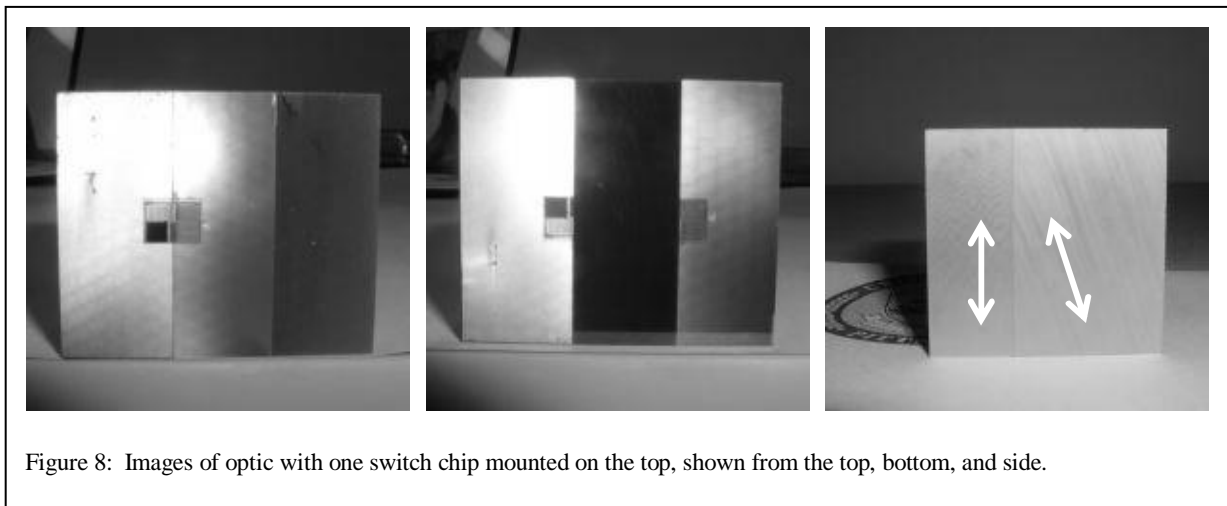 Figure 8: Images of optic with one switch chip mounted on the top, shown from the top, bottom, and side.